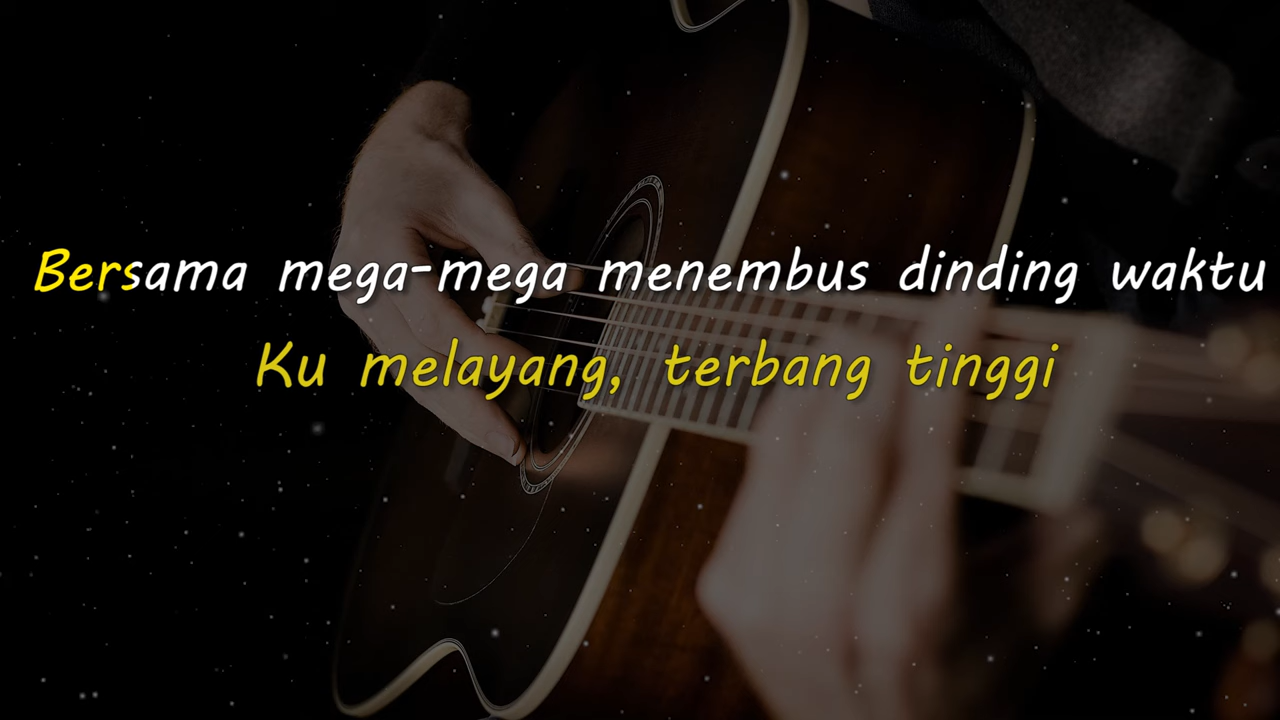 Bersama mega-mega menembus dinding waktu
Ku melayang, terbang tinggi